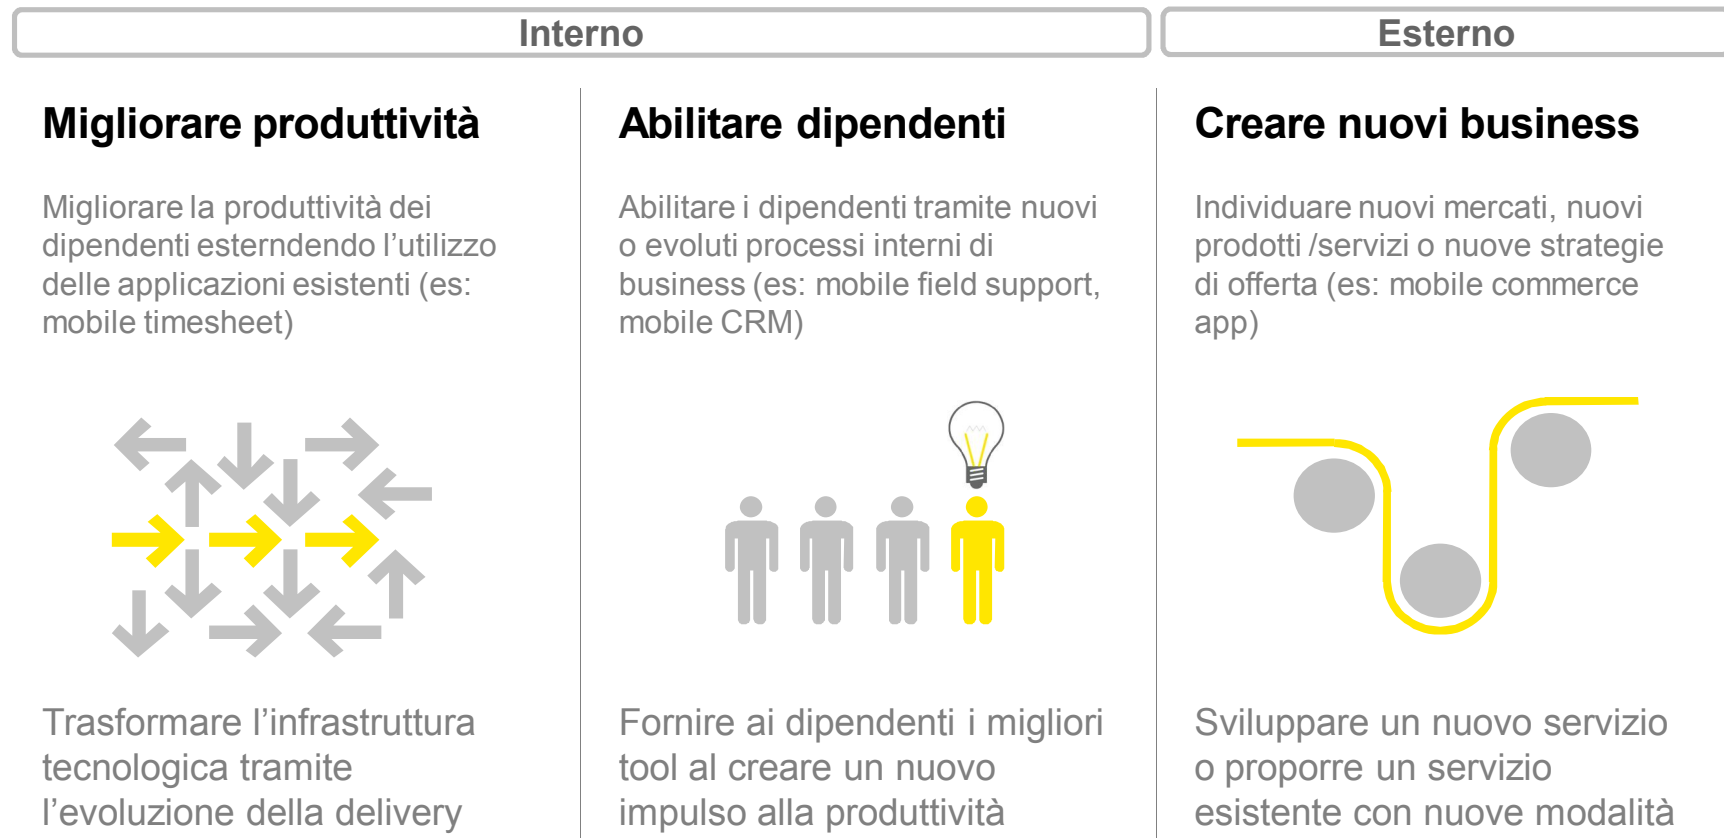 Interno
Esterno
Migliorare produttività
Migliorare la produttività dei
dipendenti esterndendo l’utilizzo
delle applicazioni esistenti (es:
mobile timesheet)
Trasformare l’infrastruttura
tecnologica tramite
l’evoluzione della delivery
Abilitare dipendenti
Abilitare i dipendenti tramite nuovi
o evoluti processi interni di
business (es: mobile field support,
mobile CRM)
Fornire ai dipendenti i migliori
tool al creare un nuovo
impulso alla produttività
Creare nuovi business
Individuare nuovi mercati, nuovi
prodotti /servizi o nuove strategie
di offerta (es: mobile commerce
app)
Sviluppare un nuovo servizio
o proporre un servizio
esistente con nuove modalità